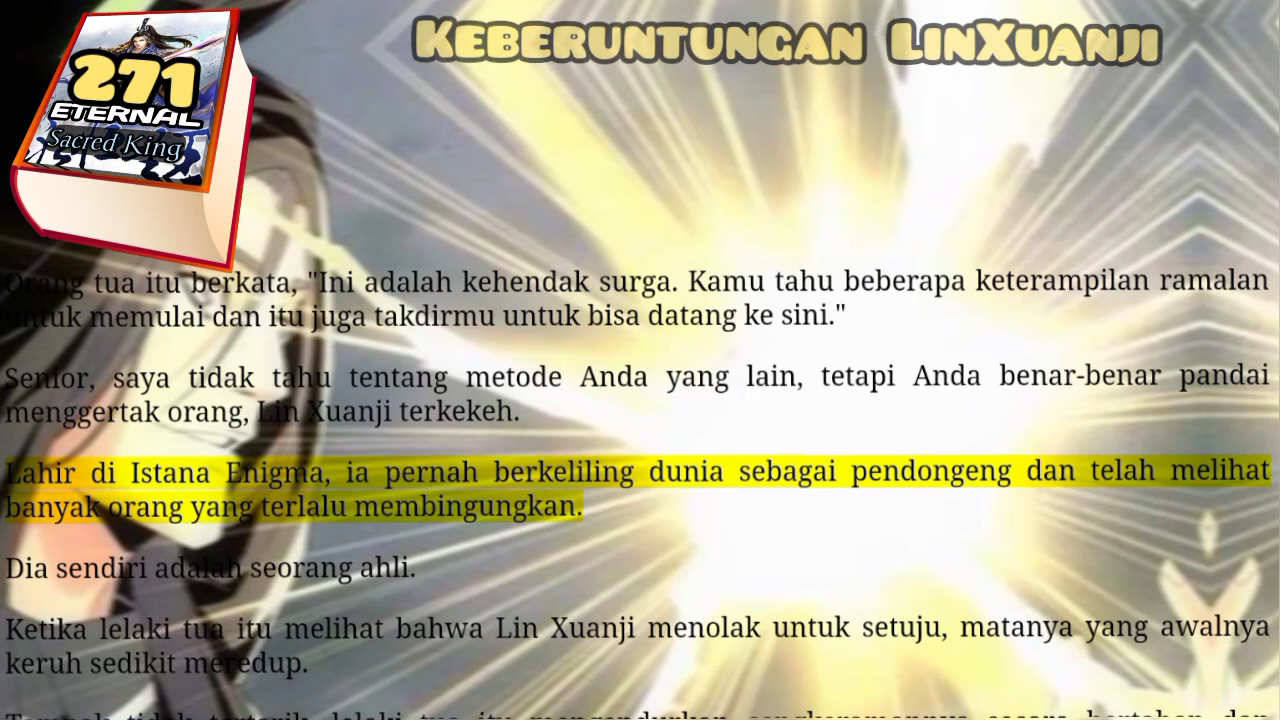 KEBERUNTUNGAN LINXUANJI
271
ETERNAL
Sacred King
Orang tua itu berkata, "Ini adalah kehendak surga. Kamu tahu beberapa keterampilan ramalan
untuk memulai dan itu juga takdirmu untuk bisa datang ke sini."
Senior, saya tidak tahu tentang metode Anda yang lain, tetapi Anda benar-benar pandai
menggertak orang, Lin Xuanji terkekeh.
Lahir di Istana Enigma, ia pernah berkeliling dunia sebagai pendongeng dan telah melihat
banyak orang yang terlalu membingungkan.
Dia sendiri adalah seorang ahli.
Ketika lelaki tua itu melihat bahwa Lin Xuanji menolak untuk setuju, matanya yang awalnya
keruh sedikit meredup.